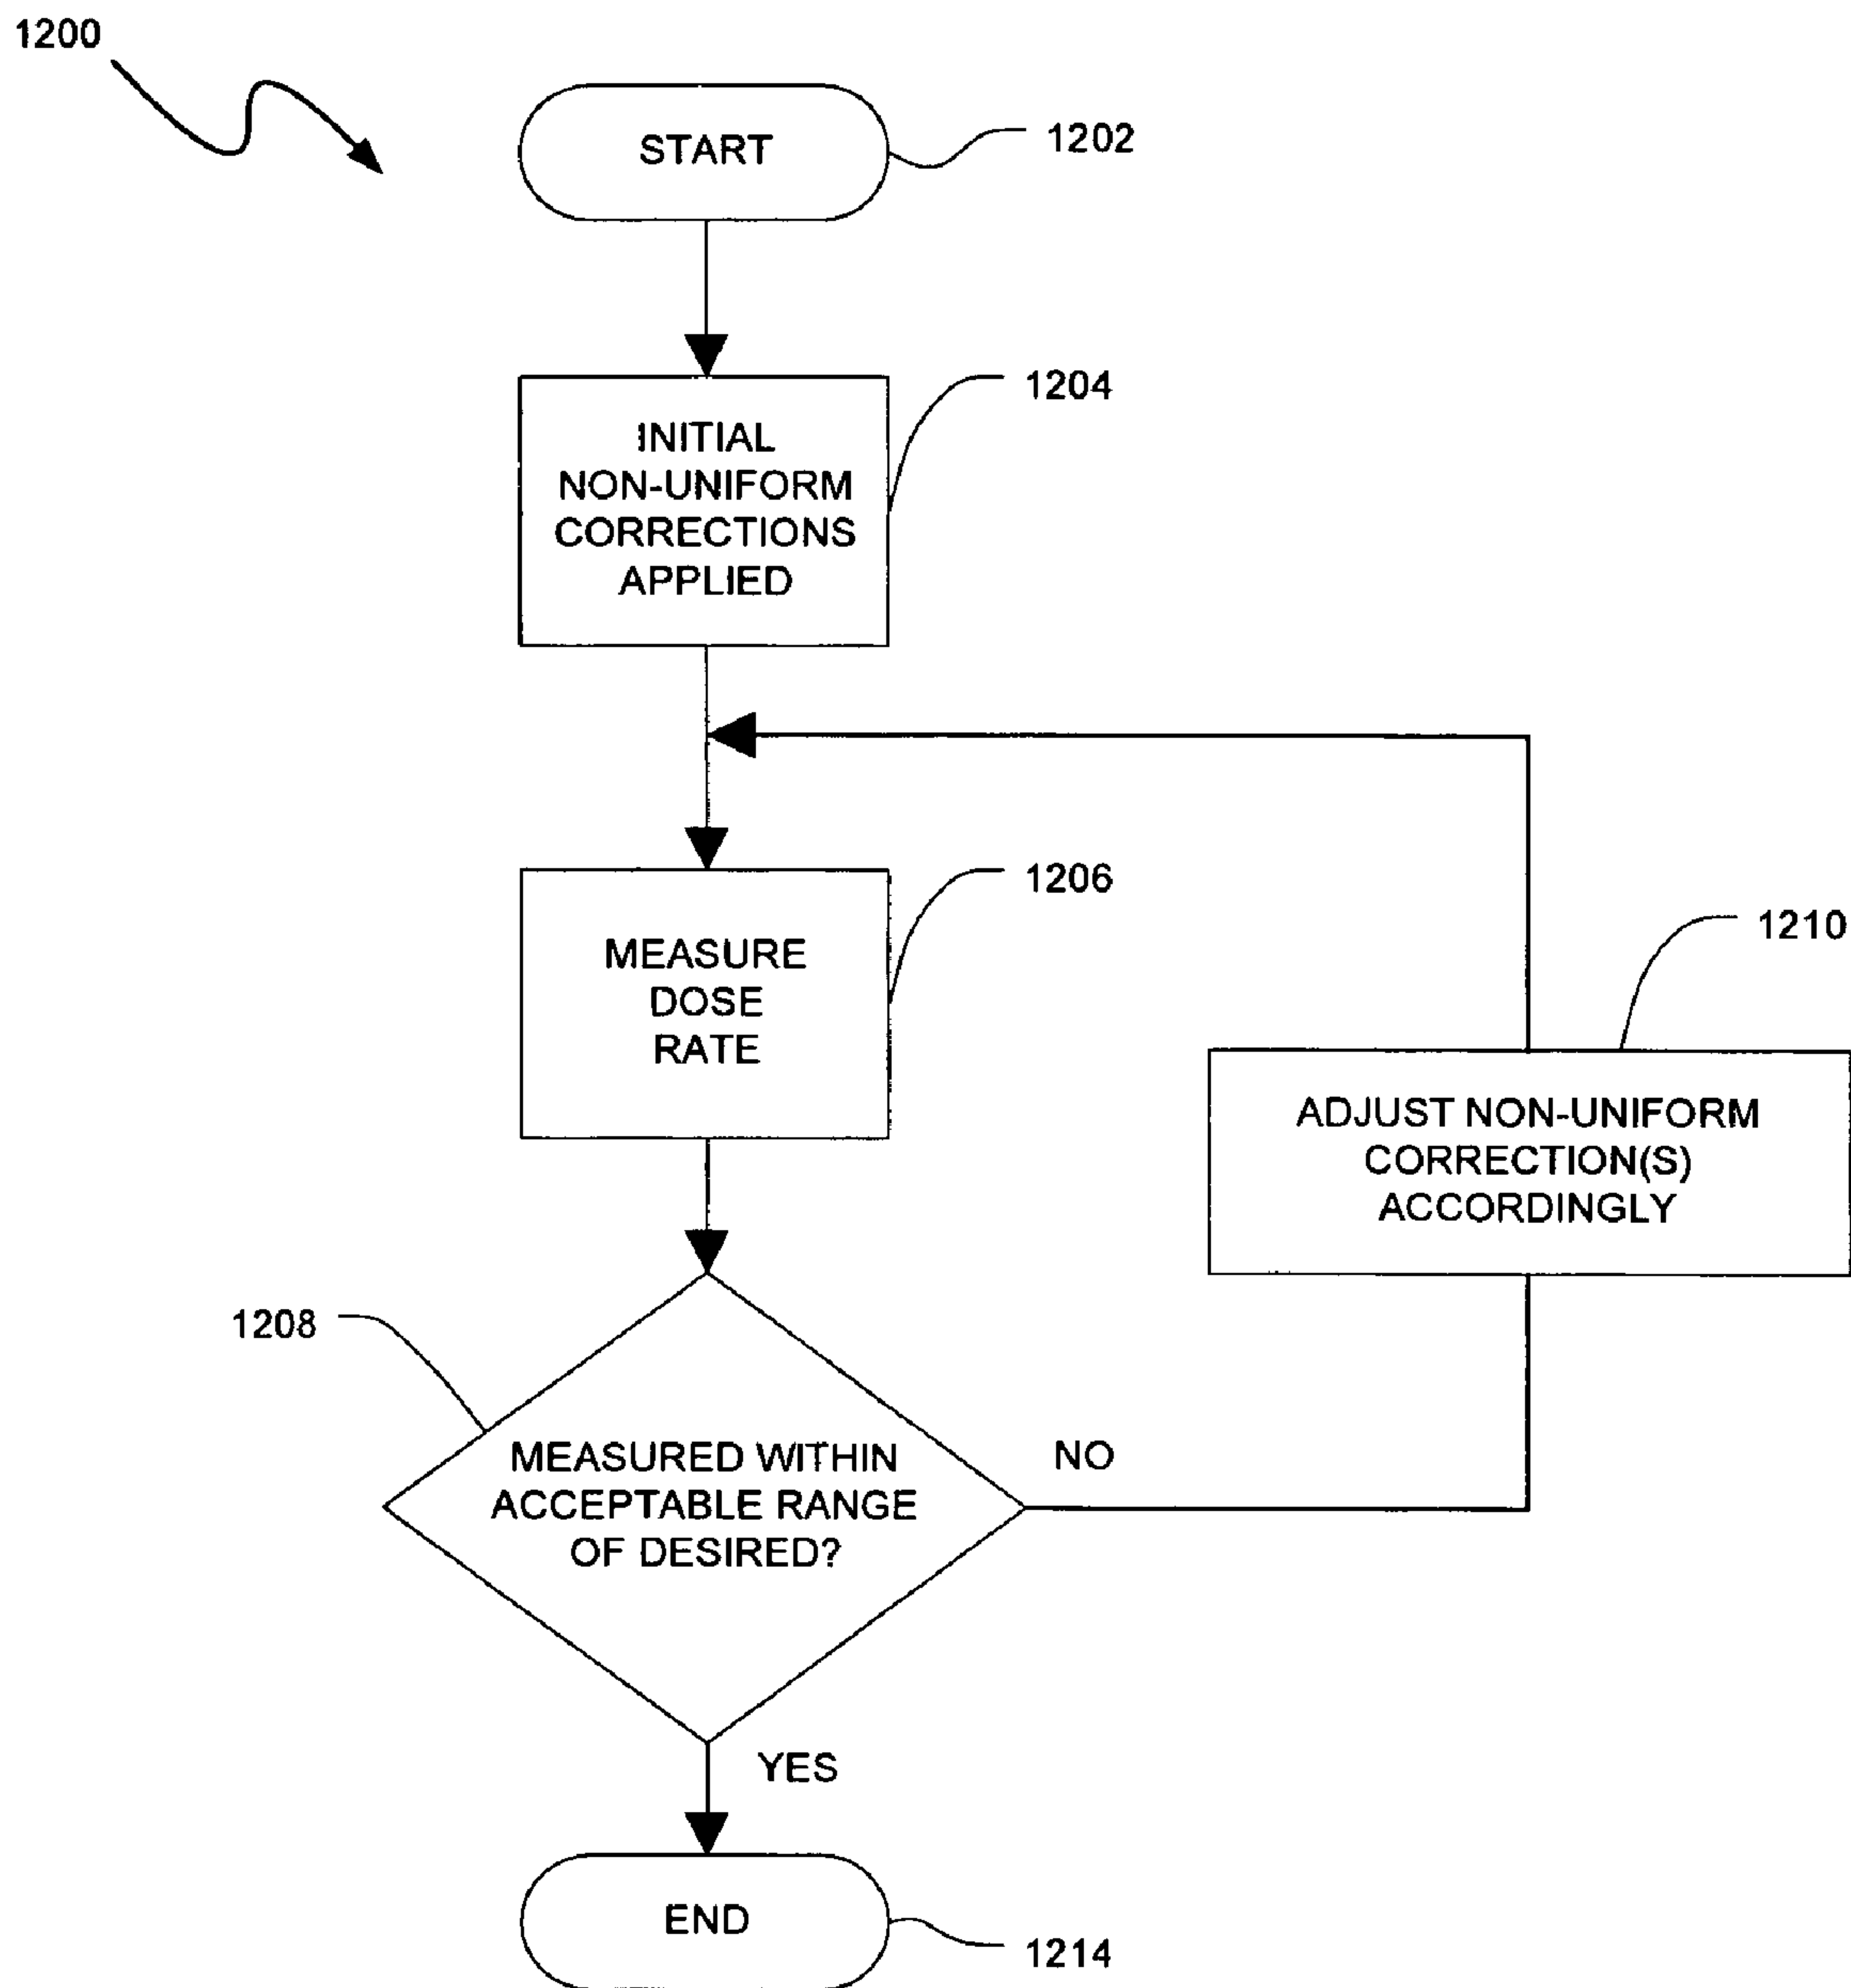 1200
START
1202
INITIAL
NON-UNIFORM
CORRECTIONS
APPLIED
1204
MEASURE
DOSE
RATE
1206
ADJUST NON-UNIFORM
CORRECTION(S)
ACCORDINGLY
1210
MEASURED WITHIN
ACCEPTABLE RANGE
OF DESIRED?
1208
NO
YES
END
1214